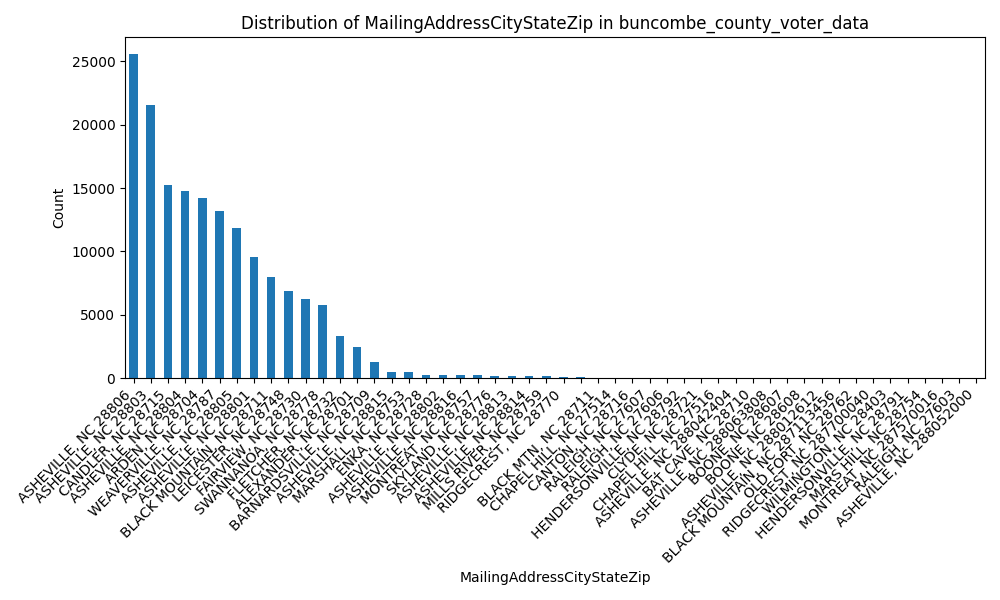 Distribution of MailingAddressCityStateZip in buncombe_county_voter_data
25000
20000
15000
10000
5000
0
Count
ASHEVILLE, NC 28806
ASHEVILLE, NC 28803
CANDLER, NC 28715
ASHEVILLE, NC 28804
ARDEN, NC 28704
WEAVERVILLE, NC 28787
ASHEVILLE, NC 28805
ASHEVILLE, NC 28801
BLACK MOUNTAIN, NC 28711
LEICESTER, NC 28748
FAIRVIEW, NC 28730
SWANNANOA, NC 28778
FLETCHER, NC 28732
ALEXANDER, NC 28701
BARNARDSVILLE, NC 28709
ASHEVILLE, NC 28815
MARSHALL, NC 28753
ENKA, NC 28728
ASHEVILLE, NC 28802
ASHEVILLE, NC 28816
MONTREAT, NC 28757
SKYLAND, NC 28776
ASHEVILLE, NC 28813
ASHEVILLE, NC 28814
MILLS RIVER, NC 28759
RIDGECREST, NC 28770
BLACK MTN, NC 28711
CHAPEL HILL, NC 27514
CANTON, NC 28716
RALEIGH, NC 27607
RALEIGH, NC 27606
HENDERSONVILLE, NC 28792
CLYDE, NC 28721
CHAPEL HILL, NC 27516
ASHEVILLE, NC 288042404
BAT CAVE, NC 28710
ASHEVILLE, NC 288063808
BOONE, NC 28607
BOONE, NC 28608
ASHEVILLE, NC 288012612
BLACK MOUNTAIN, NC 287113456
OLD FORT, NC 28762
RIDGECREST, NC 287700040
WILMINGTON, NC 28403
HENDERSONVILLE, NC 28791
MARS HILL, NC 28754
MONTREAT, NC 287570016
RALEIGH, NC 27603
ASHEVILLE, NC 288052000
MailingAddressCityStateZip